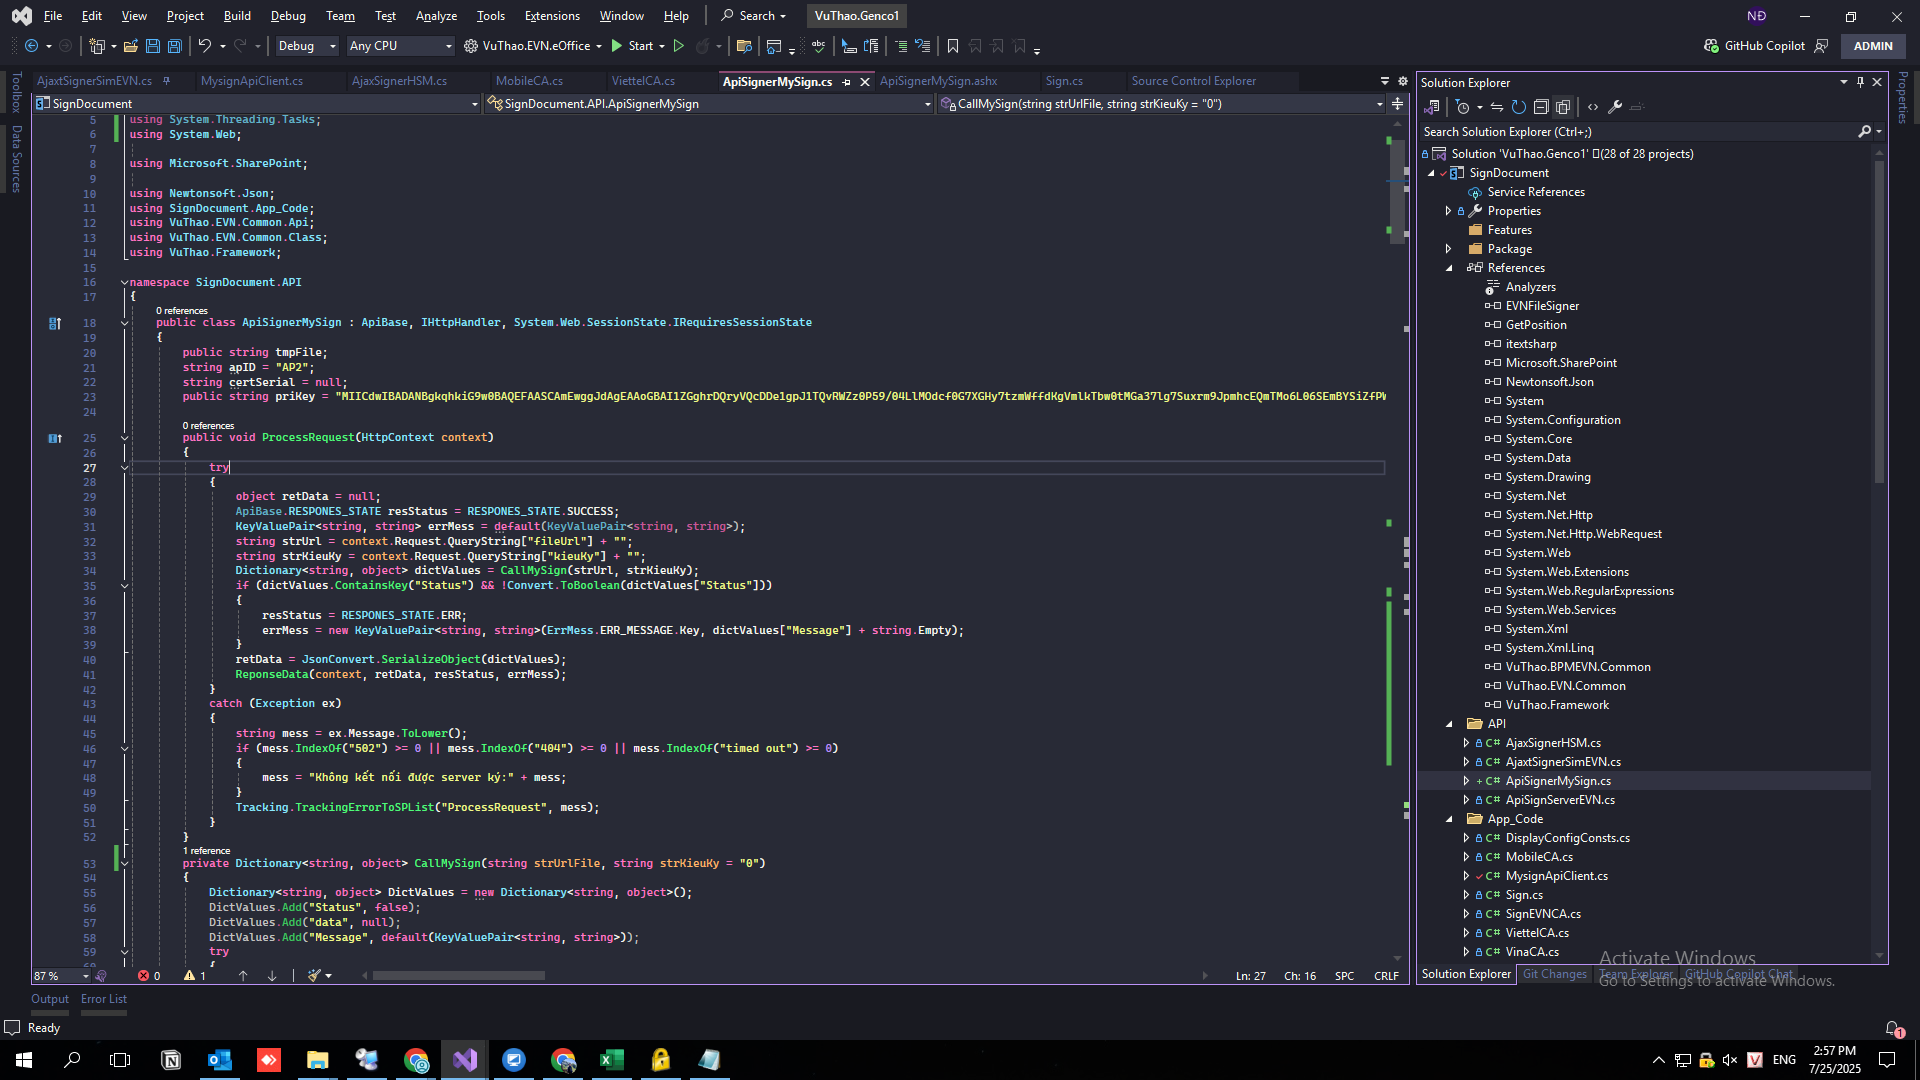 File Edit View Project Build Debug Team Test Analyze Tools Extensions Window Help Search VuThao.Genco1 NĐ
Debug Any CPU VuThao.EVN.eOffice Start GitHub Copilot ADMIN
AjaxtSignerSimEVN.cs MysignApiClient.cs AjaxSignerHSM.cs MobileCA.cs ViettelCA.cs ApiSignerMySign.cs ApiSignerMySign.ashx Sign.cs Source Control Explorer
SignDocument SignDocument.API.ApiSignerMySign CallMySign(string strUrlFile, string strKieuKy = "0")
Toolbox
Data Sources
5 using System.Threading.Tasks;
6 using System.Web;
7
8 using Microsoft.SharePoint;
9
10 using Newtonsoft.Json;
11 using SignDocument.App_Code;
12 using VuThao.EVN.Common.Api;
13 using VuThao.EVN.Common.Class;
14 using VuThao.Framework;
15
16 namespace SignDocument.API
17 {
0 references
18 public class ApiSignerMySign : ApiBase, IHttpHandler, System.Web.SessionState.IRequiresSessionState
19 {
20 public string tmpFile;
21 string apID = "AP2";
22 string certSerial = null;
23 public string priKey =
24
0 references
25 public void ProcessRequest(HttpContext context)
26 {
27 try
28 {
29 object retData = null;
30 ApiBase.RESPONES_STATE resStatus = RESPONES_STATE.SUCCESS;
31 KeyValuePair<string, string> errMess = default(KeyValuePair<string, string>);
32 string strUrl = context.Request.QueryString["fileUrl"] + "";
33 string strKieuKy = context.Request.QueryString["kieuKy"] + "";
34 Dictionary<string, object> dictValues = CallMySign(strUrl, strKieuKy);
35 if (dictValues.ContainsKey("Status") && !Convert.ToBoolean(dictValues["Status"]))
36 {
37 resStatus = RESPONES_STATE.ERR;
38 errMess = new KeyValuePair<string, string>(ErrMess.ERR_MESSAGE.Key, dictValues["Message"] + string.Empty);
39 }
40 retData = JsonConvert.SerializeObject(dictValues);
41 ReponseData(context, retData, resStatus, errMess);
42 }
43 catch (Exception ex)
44 {
45 string mess = ex.Message.ToLower();
46 if (mess.IndexOf("502") >= 0 || mess.IndexOf("404") >= 0 || mess.IndexOf("timed out") >= 0)
47 {
48 mess = "Không kết nối được server ký:" + mess;
49 }
50 Tracking.TrackingErrorToSPList("ProcessRequest", mess);
51 }
52 }
1 reference
53 private Dictionary<string, object> CallMySign(string strUrlFile, string strKieuKy = "0")
54 {
55 Dictionary<string, object> DictValues = new Dictionary<string, object>();
56 DictValues.Add("Status", false);
57 DictValues.Add("data", null);
58 DictValues.Add("Message", default(KeyValuePair<string, string>));
59 try
87 % 0 1 Ln: 27 Ch: 16 SPC CRLF
Output Error List
Ready
Solution Explorer
Search Solution Explorer (Ctrl+;)
Solution 'VuThao.Genco1' (28 of 28 projects)
SignDocument
Service References
Properties
Features
Package
References
Analyzers
EVNFileSigner
GetPosition
itextsharp
Microsoft.SharePoint
Newtonsoft.Json
System
System.Configuration
System.Core
System.Data
System.Drawing
System.Net
System.Net.Http
System.Net.Http.WebRequest
System.Web
System.Web.Extensions
System.Web.RegularExpressions
System.Web.Services
System.Xml
System.Xml.Linq
VuThao.BPMEVN.Common
VuThao.EVN.Common
VuThao.Framework
API
C# AjaxSignerHSM.cs
C# AjaxtSignerSimEVN.cs
C# ApiSignerMySign.cs
C# ApiSignServerEVN.cs
App_Code
C# DisplayConfigConsts.cs
C# MobileCA.cs
C# MysignApiClient.cs
C# Sign.cs
C# SignEVNCA.cs
C# ViettelCA.cs
C# VinaCA.cs
Solution Explorer Git Changes Team Explorer GitHub Copilot Chat
Properties
Activate Windows
Go to Settings to activate Windows.
1
ENG
2:57 PM
7/25/2025